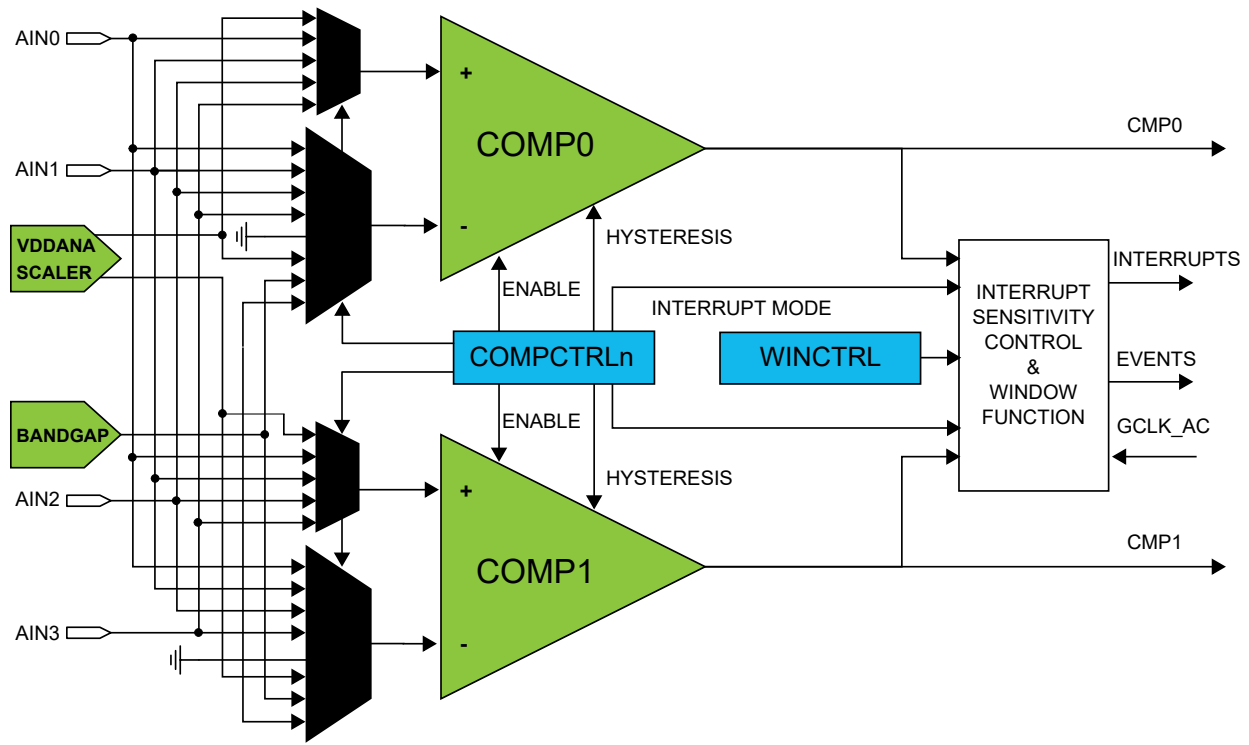 AIN0
+
COMP0
-
CMP0
AIN1
VDDANA
SCALER
HYSTERESIS
ENABLE
INTERRUPT MODE
COMPCTRLn
WINCTRL
INTERRUPT
SENSITIVITY
CONTROL
&
WINDOW
FUNCTION
INTERRUPTS
EVENTS
GCLK_AC
BANDGAP
ENABLE
HYSTERESIS
AIN2
+
COMP1
-
CMP1
AIN3